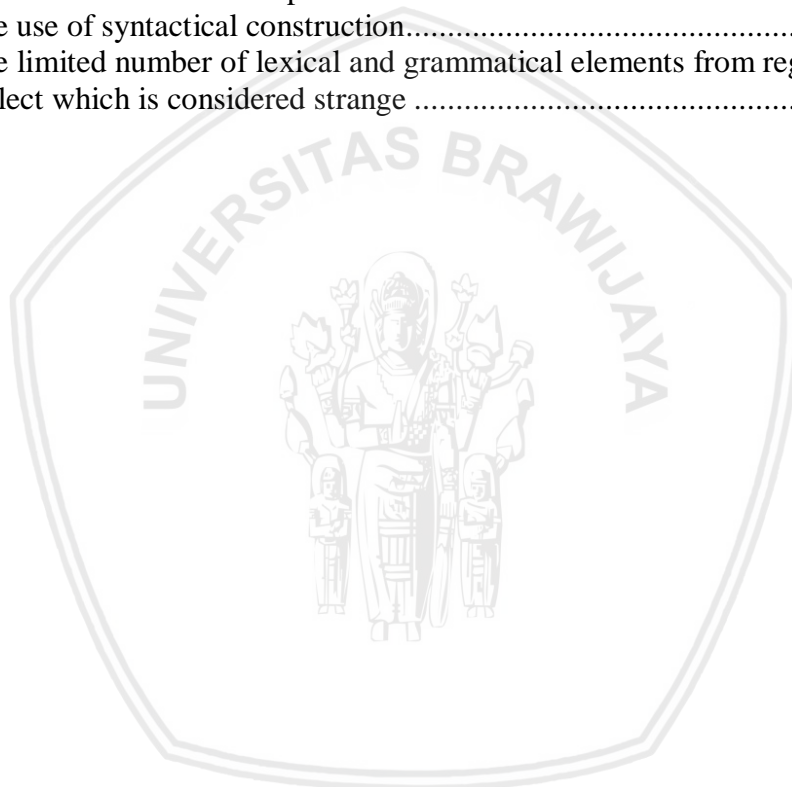 e use of syntactical construction..............................................
e limited number of lexical and grammatical elements from reg
lect which is considered strange ..............................................
UNIVERSITAS BRAWIJAYA